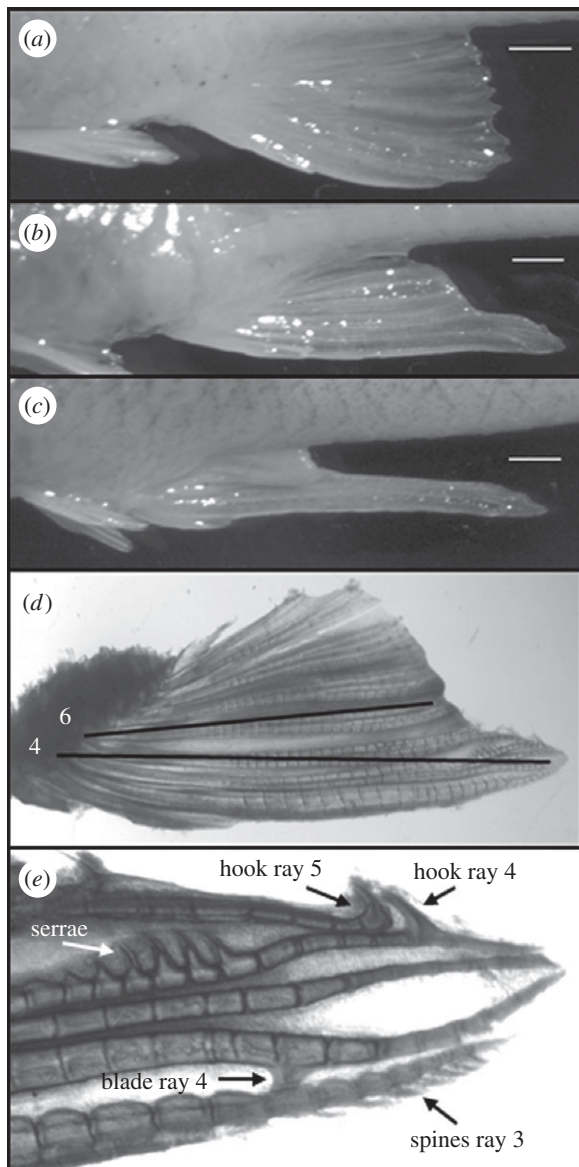 (a)
(b)
(c)
(d)
6
4
(e)
hook ray 5
hook ray 4
serrae
blade ray 4
spines ray 3